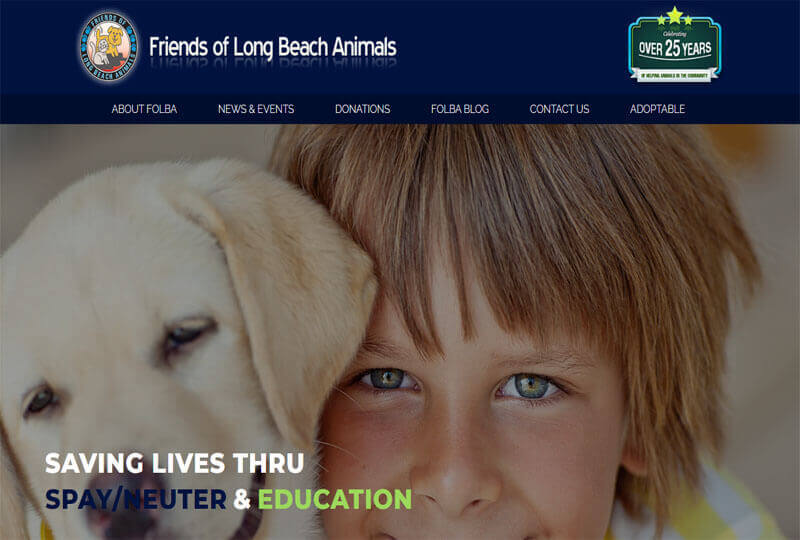 FRIENDS OF
LONG BEACH ANIMALS
Friends of Long Beach Animals
Celebrating
OVER 25 YEARS
OF HELPING ANIMALS IN THE COMMUNITY
ABOUT FOLBA NEWS & EVENTS DONATIONS FOLBA BLOG CONTACT US ADOPTABLE
SAVING LIVES THRU
SPAY/NEUTER & EDUCATION